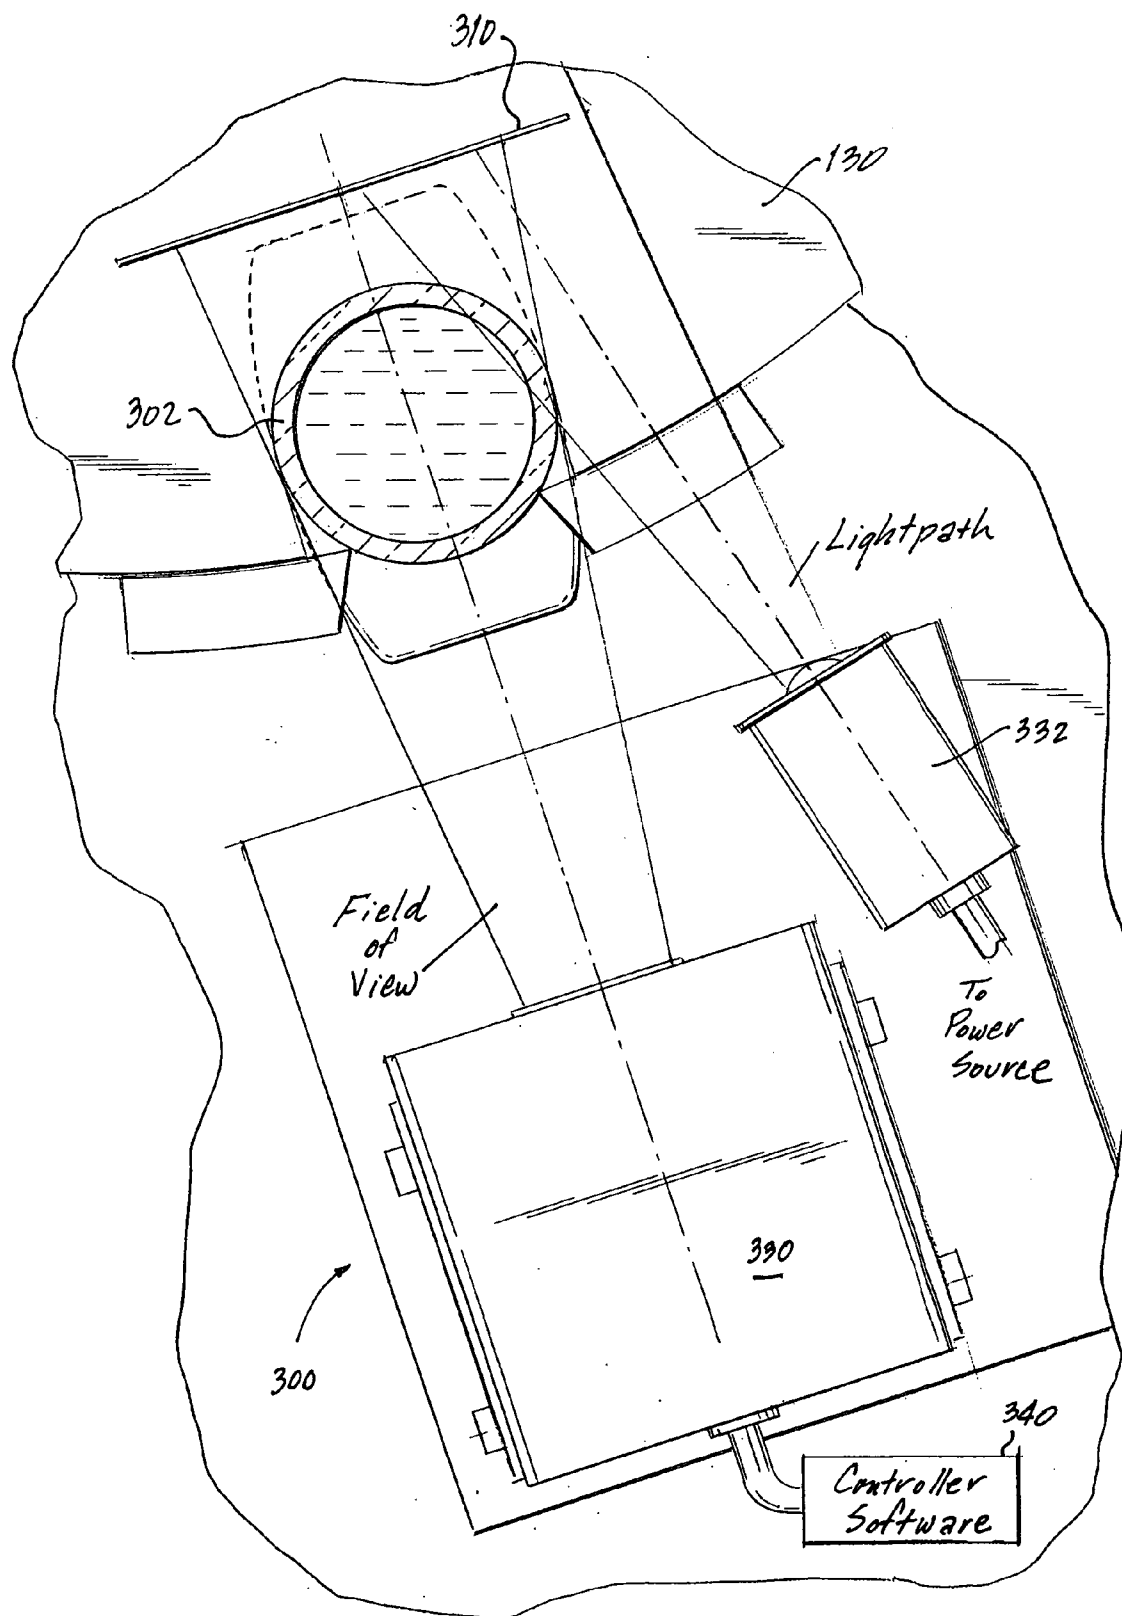 310
130
302
Lightpath
332
Field
of
View
To
Power
Source
330
300
340
Controller
Software